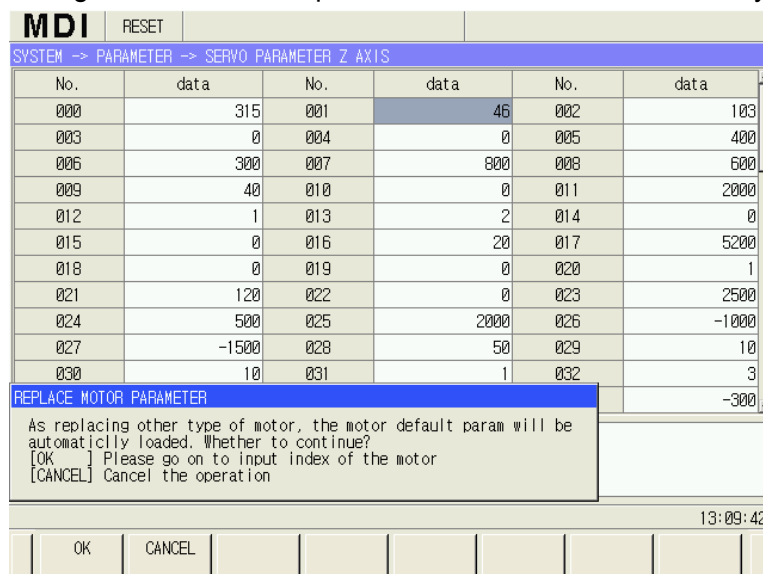 MDI RESET
SYSTEM -> PARAMETER -> SERVO PARAMETER Z AXIS
No. data No. data No. data
000 315 001 46 002 103
003 0 004 0 005 400
006 300 007 800 008 600
009 40 010 0 011 2000
012 1 013 2 014 0
015 0 016 20 017 5200
018 0 019 0 020 1
021 120 022 0 023 2500
024 500 025 2000 026 -1000
027 -1500 028 50 029 10
030 10 031 1 032 3
-300
REPLACE MOTOR PARAMETER
As replacing other type of motor, the motor default param will be
automaticlly loaded. Whether to continue?
[OK ] Please go on to input index of the motor
[CANCEL] Cancel the operation
13:09:42
OK CANCEL